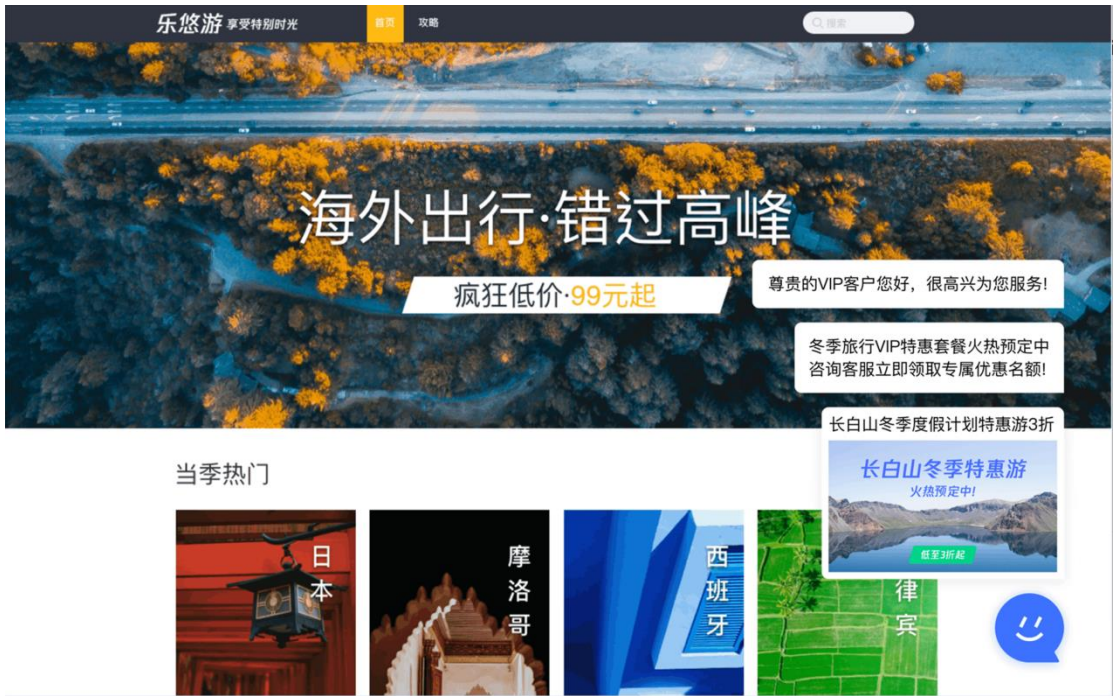 乐悠游 享受特别时光
首页 攻略
搜索
海外出行·错过高峰
疯狂低价·99元起
尊贵的VIP客户您好，很高兴为您服务!
冬季旅行VIP特惠套餐火热预定中
咨询客服立即领取专属优惠名额!
长白山冬季度假计划特惠游3折
长白山冬季特惠游
火热预定中!
低至3折起
当季热门
日本
摩洛哥
西班牙
律宾